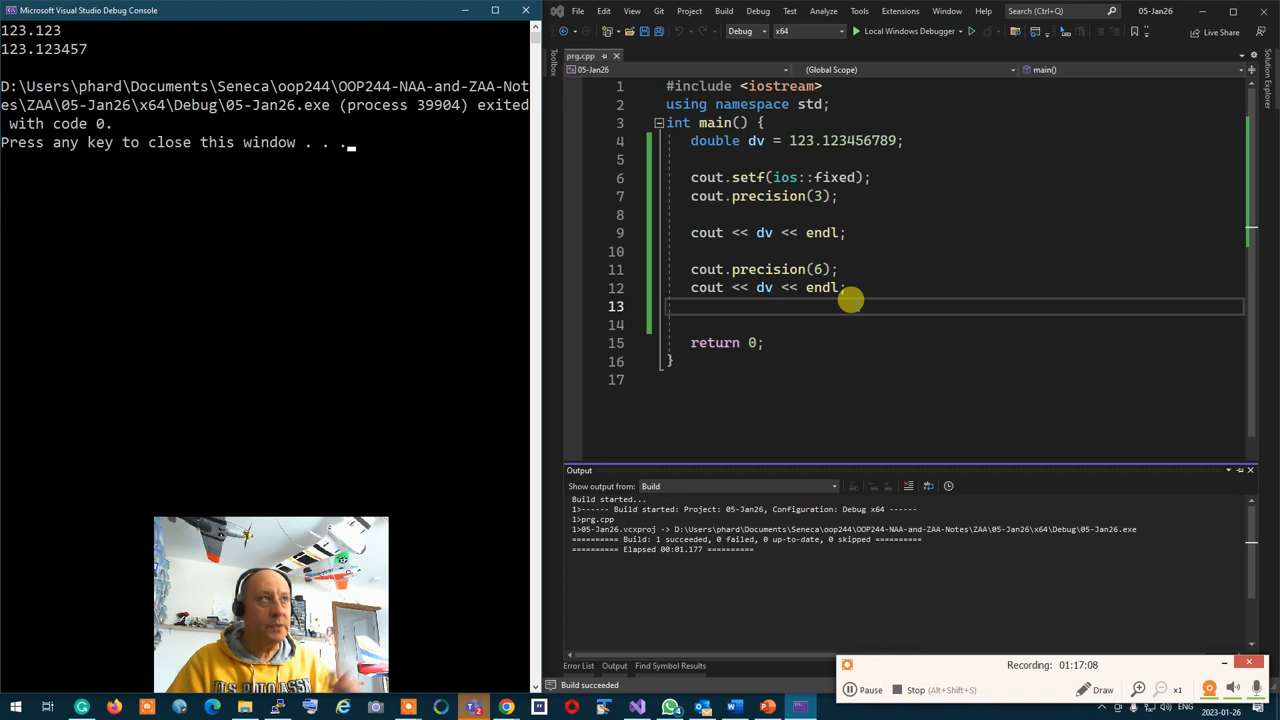 Microsoft Visual Studio Debug Console
123.123
123.123457
D:\Users\phard\Documents\Seneca\oop244\OOP244-NAA-and-ZAA-Not
es\ZAA\05-Jan26\x64\Debug\05-Jan26.exe (process 39904) exited
with code 0.
Press any key to close this window . . .
File Edit View Git Project Build Debug Test Analyze Tools Extensions Window Help Search (Ctrl+Q) 05-Jan26
Debug x64 Local Windows Debugger Live Share
Toolbox
Solution Explorer
prg.cpp
05-Jan26 (Global Scope) main()
1 #include <iostream>
2 using namespace std;
3 int main() {
4 double dv = 123.123456789;
5
6 cout.setf(ios::fixed);
7 cout.precision(3);
8
9 cout << dv << endl;
10
11 cout.precision(6);
12 cout << dv << endl;
13
14
15 return 0;
16 }
17
Output
Show output from: Build
Build started...
1>------ Build started: Project: 05-Jan26, Configuration: Debug x64 ------
1>prg.cpp
1>05-Jan26.vcxproj -> D:\Users\phard\Documents\Seneca\oop244\OOP244-NAA-and-ZAA-Notes\ZAA\05-Jan26\x64\Debug\05-Jan26.exe
========== Build: 1 succeeded, 0 failed, 0 up-to-date, 0 skipped ==========
========== Elapsed 00:01.177 ==========
Error List Output Find Symbol Results
Build succeeded
Recording: 01:17:08
Pause Stop (Alt+Shift+S) Draw x1
ENG
2023-01-26